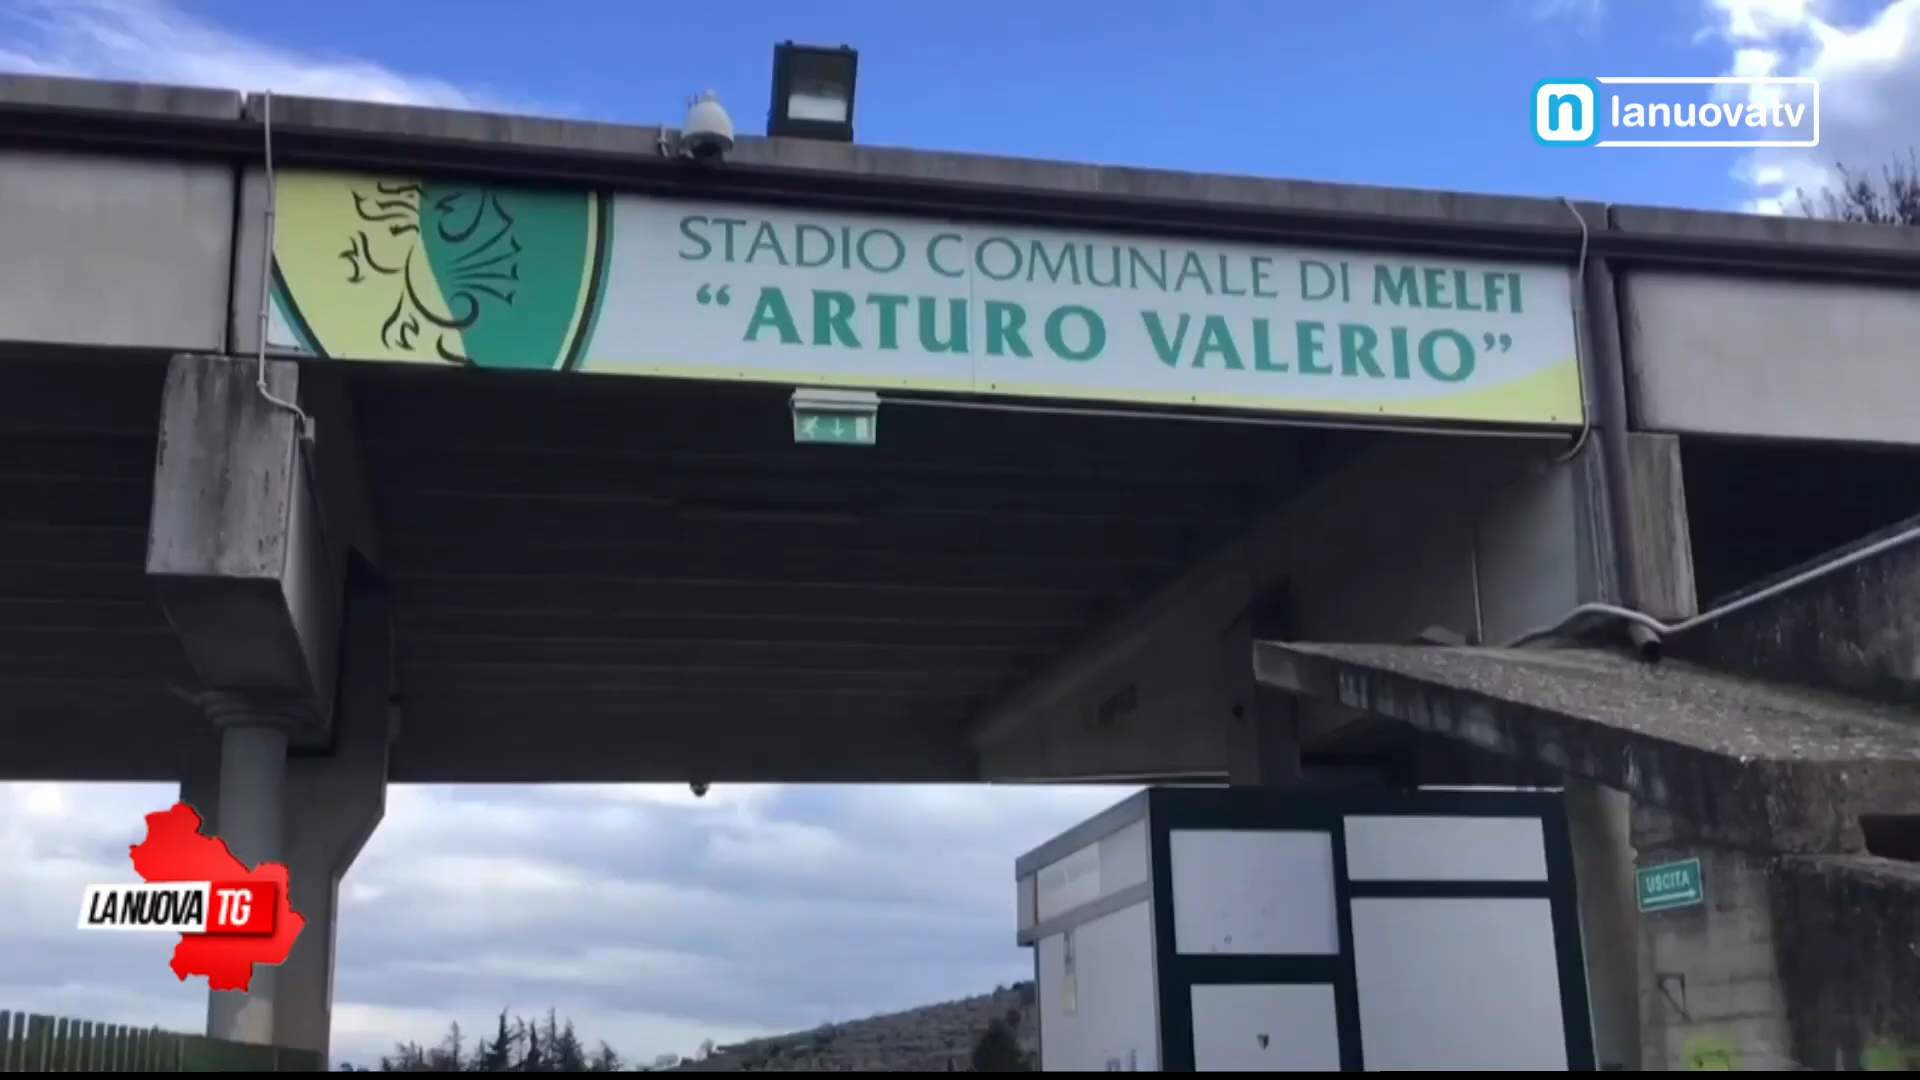 n lanuovatv
STADIO COMUNALE DI MELFI
“ARTURO VALERIO”
USCITA
LA NUOVA TG